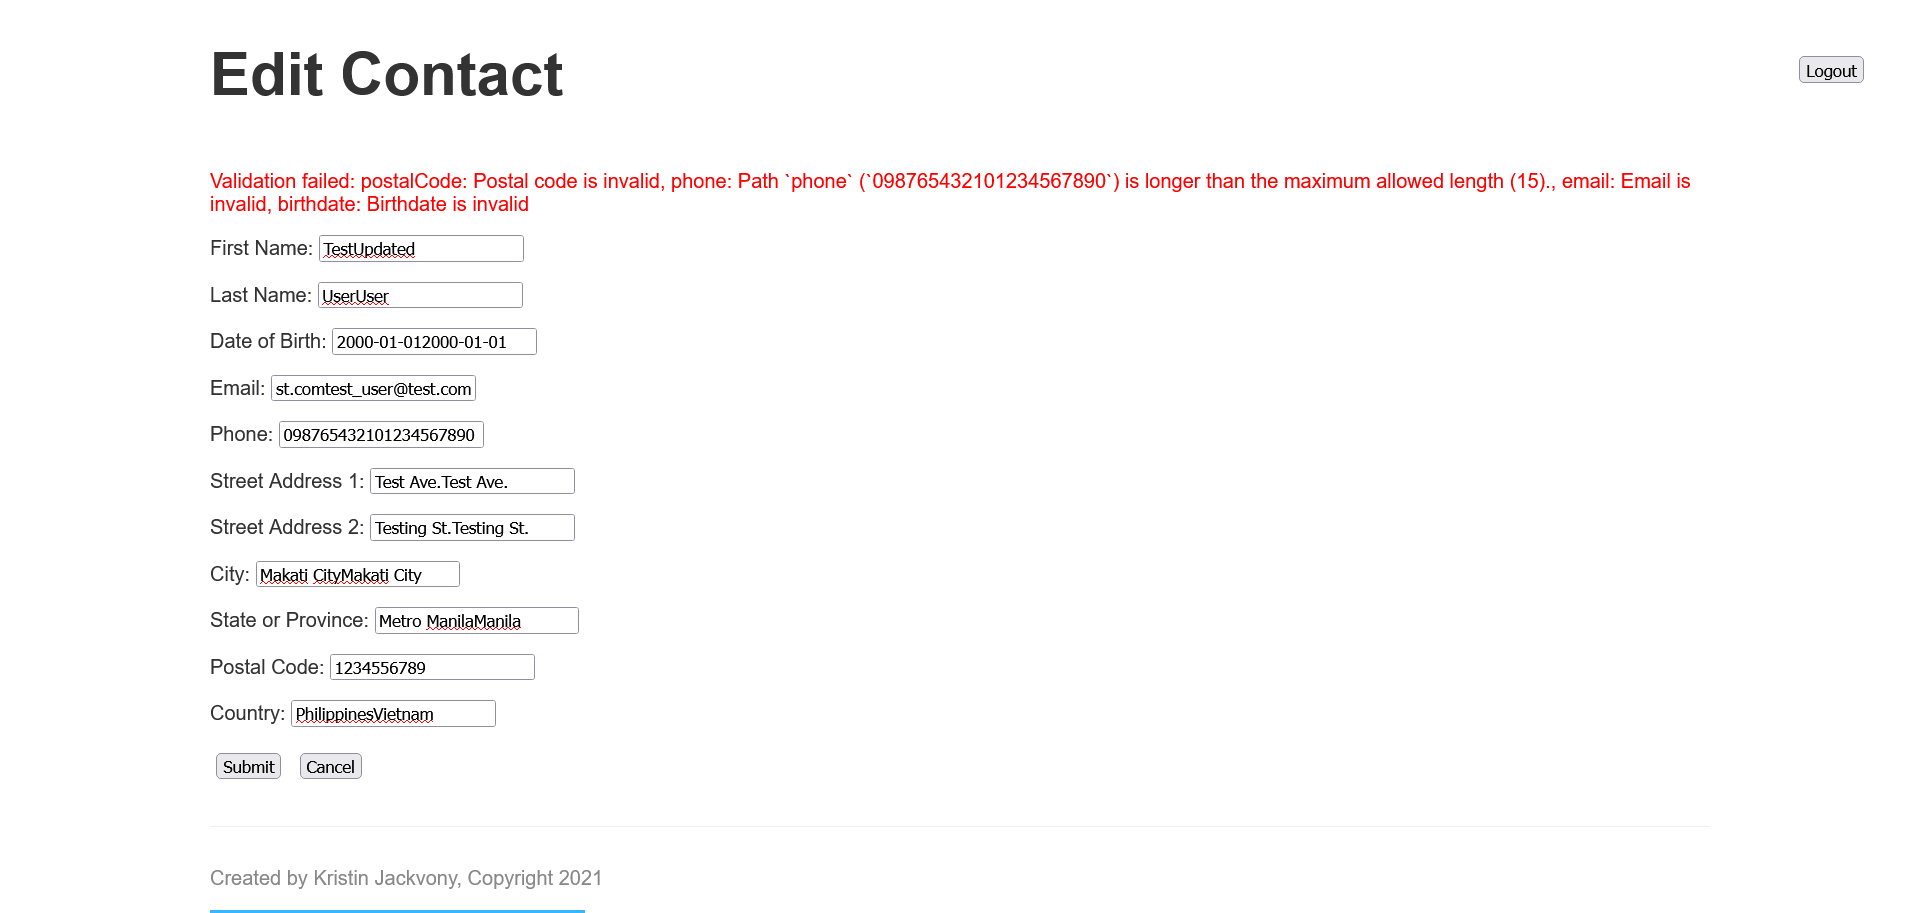 Edit Contact
Logout
Validation failed: postalCode: Postal code is invalid, phone: Path `phone` (`098765432101234567890`) is longer than the maximum allowed length (15)., email: Email is
invalid, birthdate: Birthdate is invalid
First Name: TestUpdated
Last Name: UserUser
Date of Birth: 2000-01-012000-01-01
Email: st.comtest_user@test.com
Phone: 098765432101234567890
Street Address 1: Test Ave.Test Ave.
Street Address 2: Testing St.Testing St.
City: Makati CityMakati City
State or Province: Metro ManilaManila
Postal Code: 1234556789
Country: PhilippinesVietnam
Submit Cancel
Created by Kristin Jackvony, Copyright 2021